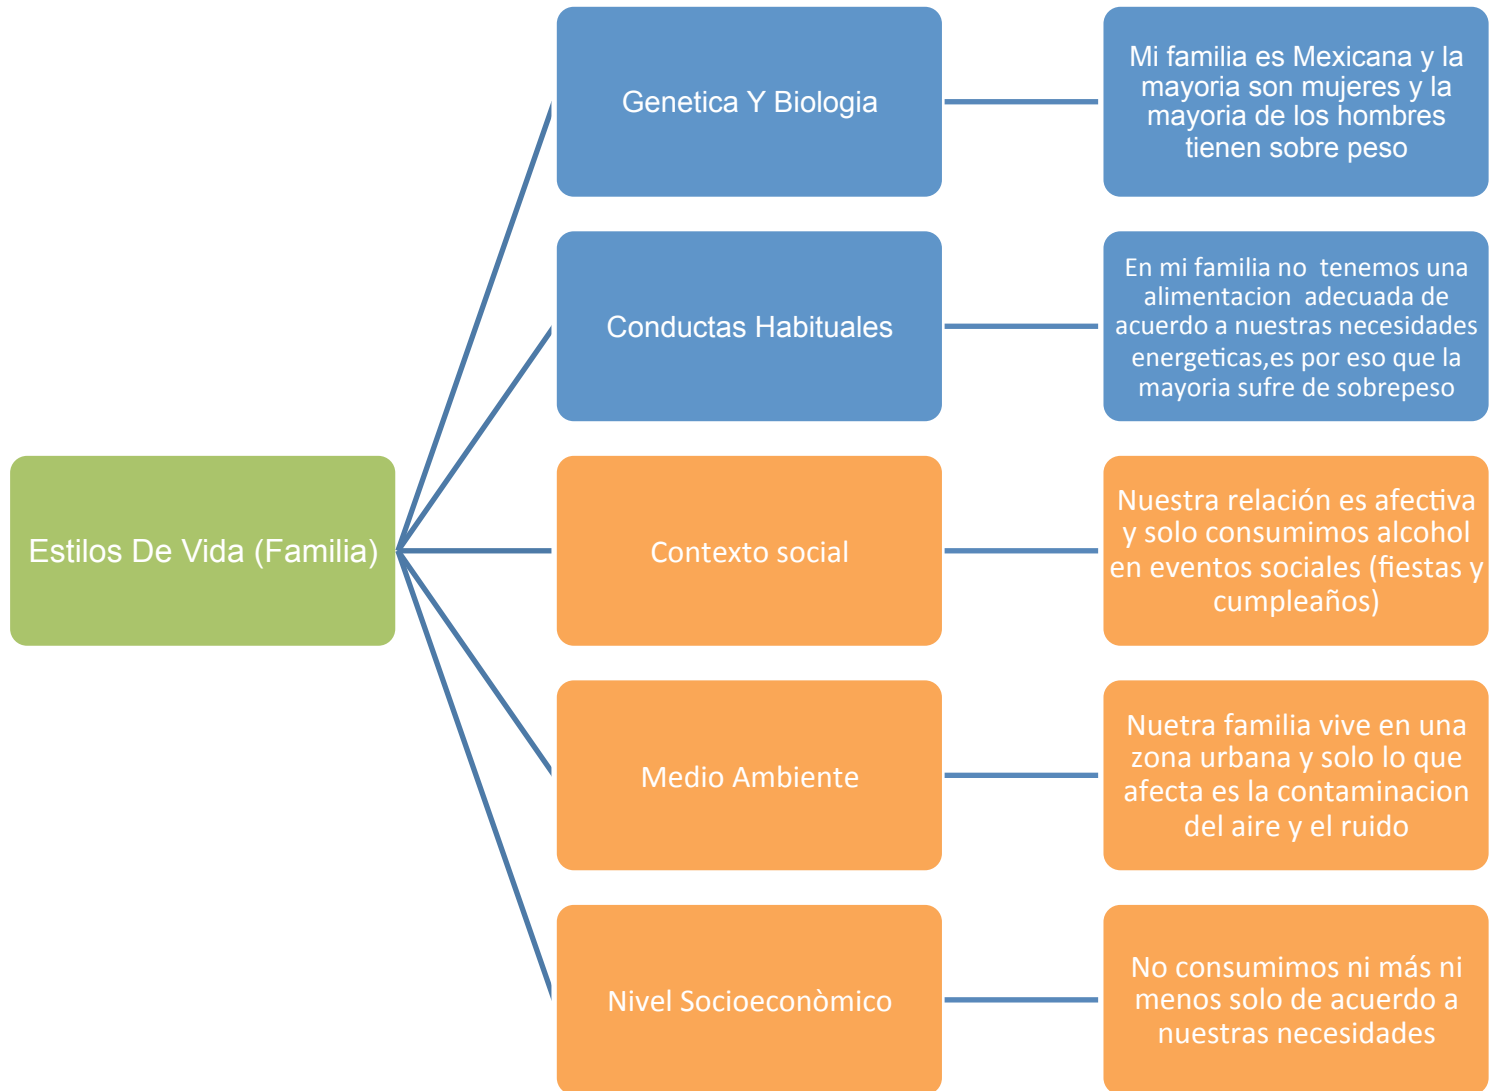 Estilos De Vida (Familia)
Genetica Y Biologia
Mi familia es Mexicana y la
mayoria son mujeres y la
mayoria de los hombres
tienen sobre peso
Conductas Habituales
En mi familia no  tenemos una
alimentacion  adecuada de
acuerdo a nuestras necesidades
energeticas,es por eso que la
mayoria sufre de sobrepeso
Contexto social
Nuestra relación es afectiva
y solo consumimos alcohol
en eventos sociales (fiestas y
cumpleaños)
Medio Ambiente
Nuetra familia vive en una
zona urbana y solo lo que
afecta es la contaminacion
del aire y el ruido
Nivel Socioeconòmico
No consumimos ni más ni
menos solo de acuerdo a
nuestras necesidades